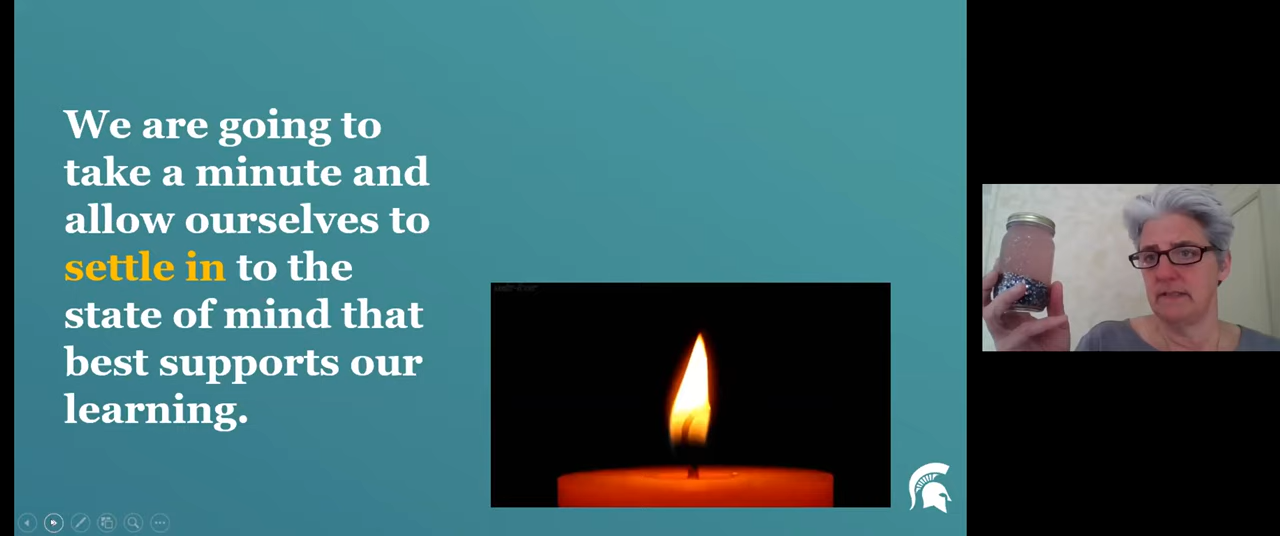 We are going to
take a minute and
allow ourselves to
settle in to the
state of mind that
best supports our
learning.